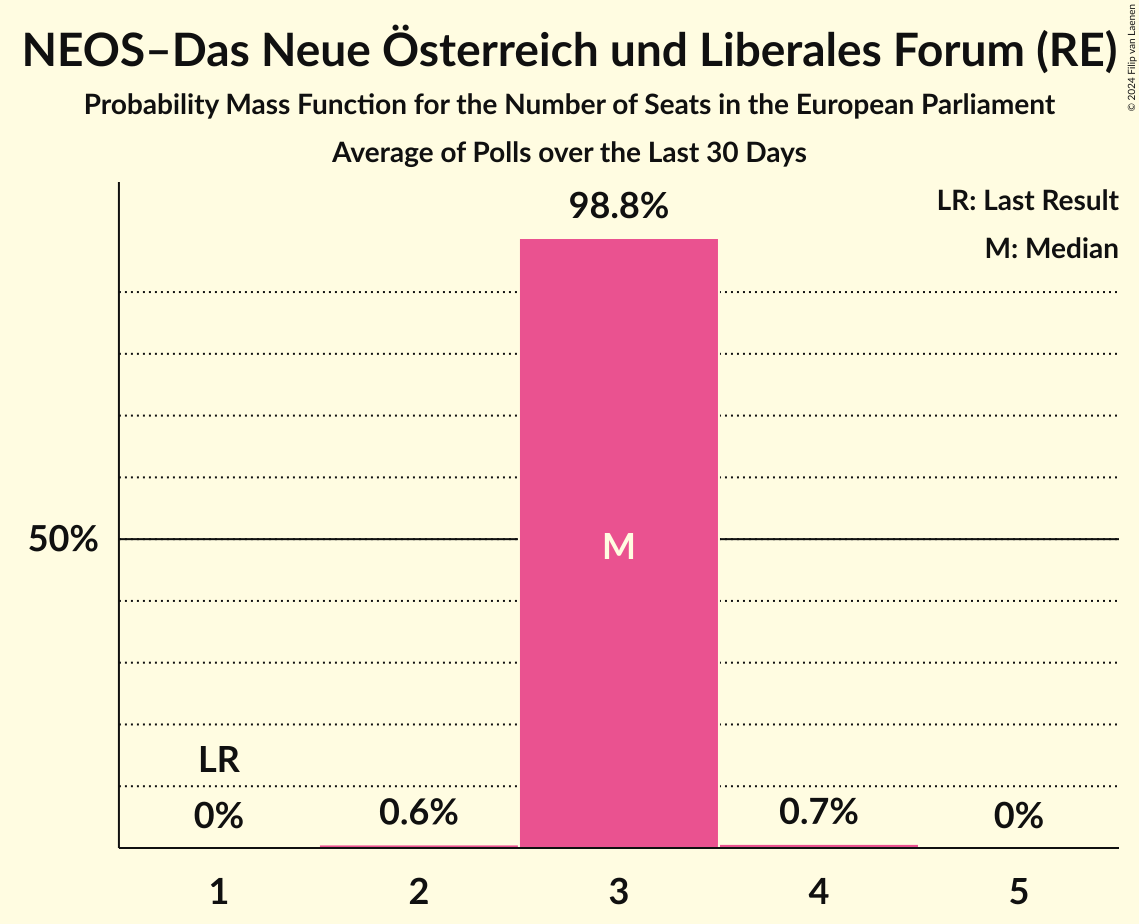 NEOS–Das Neue Österreich und Liberales Forum (RE)
Probability Mass Function for the Number of Seats in the European Parliament
Average of Polls over the Last 30 Days
© 2024 Filip van Laenen
LR: Last Result
M: Median
98.8%
50%
M
LR
0%
0.6%
0.7%
0%
1
2
3
4
5